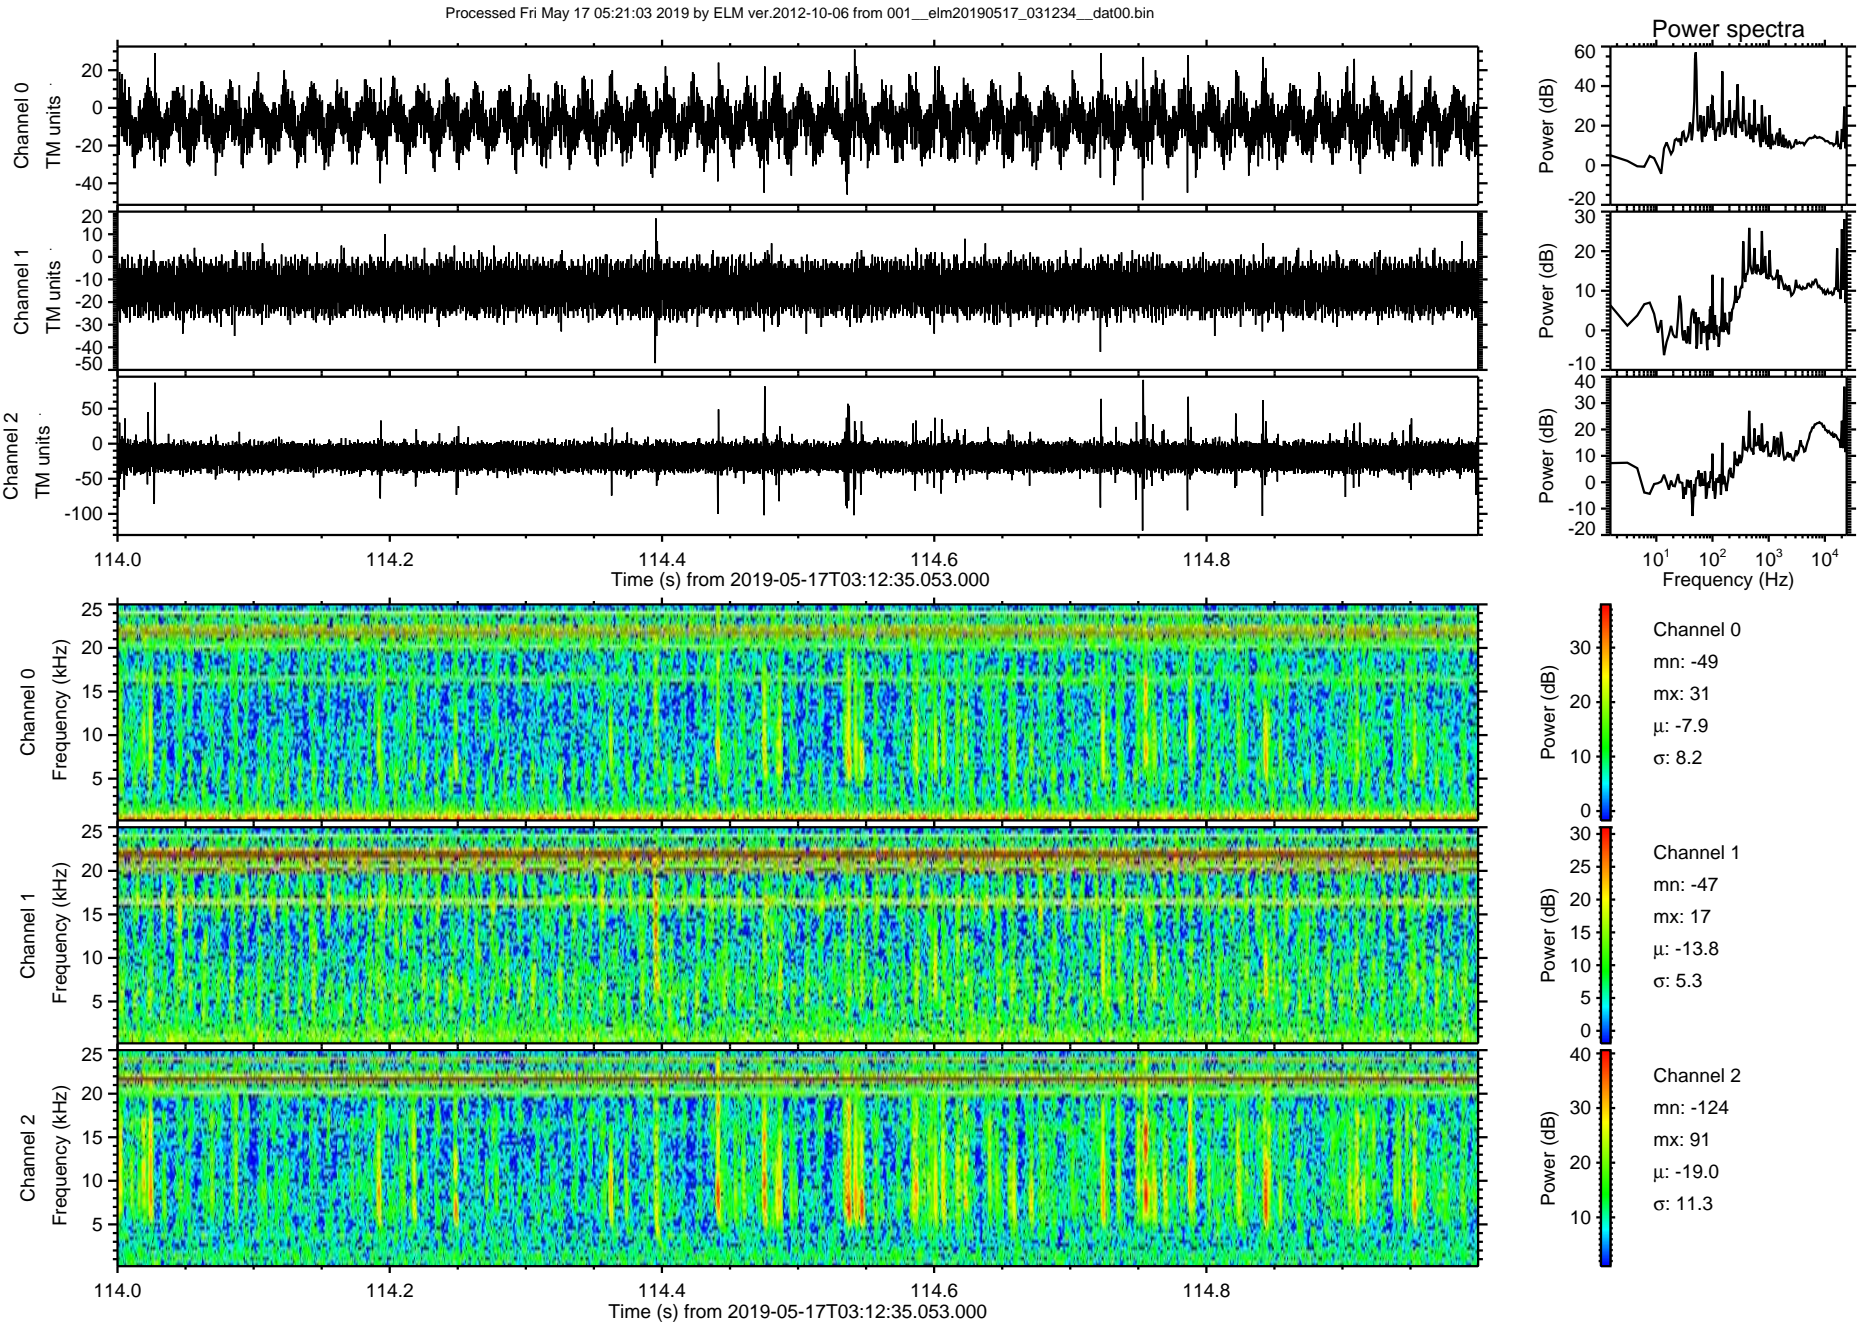 Processed Fri May 17 05:21:03 2019 by ELM ver.2012-10-06 from 001__elm20190517_031234__dat00.bin
Power spectra
Channel 0
TM units
20
0
-20
-40
Power (dB)
60
40
20
0
-20
Channel 1
TM units
20
10
0
-10
-20
-30
-40
-50
Power (dB)
30
20
10
0
-10
Channel 2
TM units
50
0
-50
-100
Power (dB)
40
30
20
10
0
-10
-20
114.0 114.2 114.4 114.6 114.8
Time (s) from 2019-05-17T03:12:35.053.000
10^1 10^2 10^3 10^4
Frequency (Hz)
Channel 0
Frequency (kHz)
25
20
15
10
5
Power (dB)
30
20
10
0
Channel 0
mn: -49
mx: 31
μ: -7.9
σ: 8.2
Channel 1
Frequency (kHz)
25
20
15
10
5
Power (dB)
30
25
20
15
10
5
0
Channel 1
mn: -47
mx: 17
μ: -13.8
σ: 5.3
Channel 2
Frequency (kHz)
25
20
15
10
5
Power (dB)
40
30
20
10
Channel 2
mn: -124
mx: 91
μ: -19.0
σ: 11.3
114.0 114.2 114.4 114.6 114.8
Time (s) from 2019-05-17T03:12:35.053.000